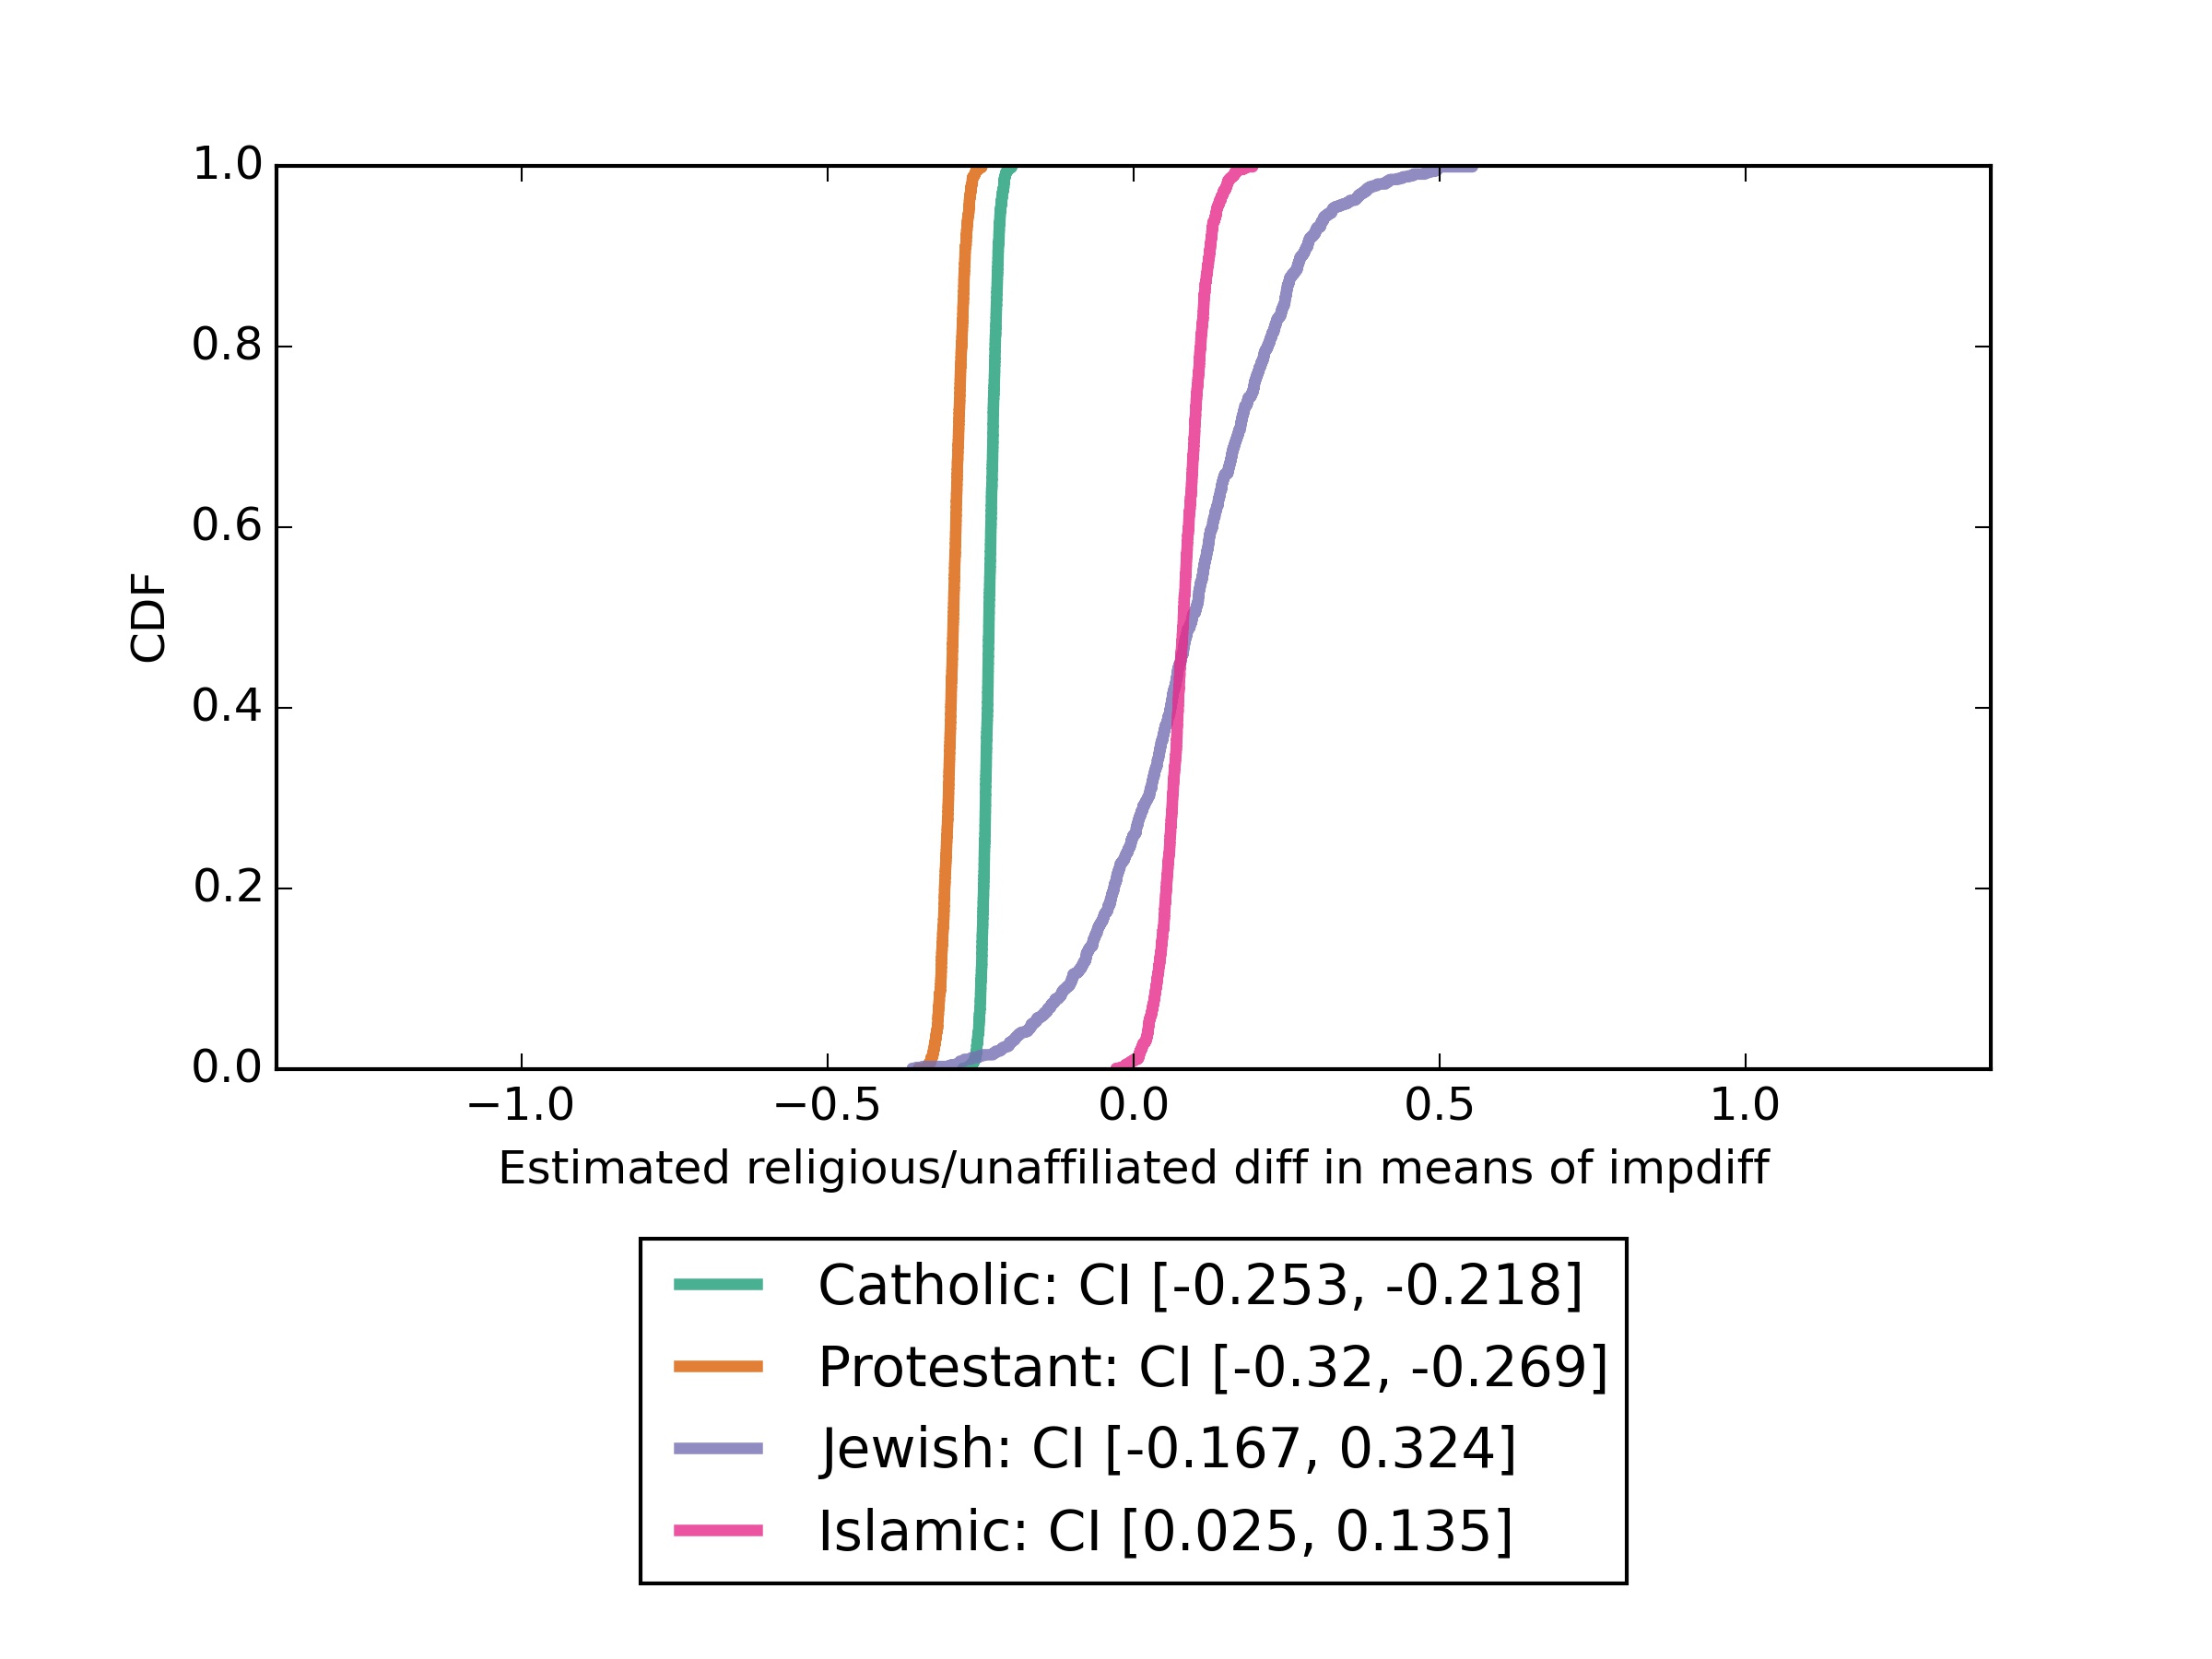 1.0
0.8
0.6
0.4
0.2
0.0
CDF
−1.0 −0.5 0.0 0.5 1.0
Estimated religious/unaffiliated diff in means of impdiff
Catholic: CI [-0.253, -0.218]
Protestant: CI [-0.32, -0.269]
Jewish: CI [-0.167, 0.324]
Islamic: CI [0.025, 0.135]